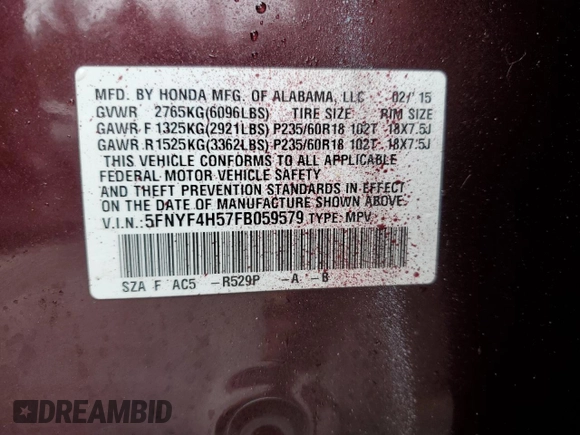 MFD. BY HONDA MFG. OF ALABAMA, LLC 02/15
GVWR 2765KG(6096LBS) TIRE SIZE RIM SIZE
GAWR F 1325KG(2921LBS) P235/60R18 102T 18X7.5J
GAWR R1525KG(3362LBS) P235/60R18 102T 18X7.5J
THIS VEHICLE CONFORMS TO ALL APPLICABLE
FEDERAL MOTOR VEHICLE SAFETY
AND THEFT PREVENTION STANDARDS IN EFFECT
ON THE DATE OF MANUFACTURE SHOWN ABOVE.
V.I.N.:5FNYF4H57FB059579 TYPE: MPV
SZA F AC5 -R529P -A -B
DREAMBID